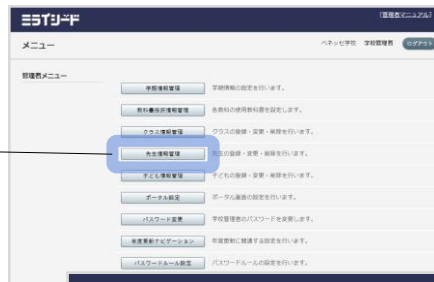 ミライシード
[管理者マニュアル]
メニュー
ベネッセ学校 学校管理者 ログアウト
管理者メニュー
学期情報管理 学期情報の設定を行います。
教科書採択情報管理 各教科の使用教科書を設定します。
クラス情報管理 クラスの登録・変更・削除を行います。
先生情報管理 先生の登録・変更・削除を行います。
子ども情報管理 子どもの登録・変更・削除を行います。
ポータル設定 ポータル画面の設定を行います。
パスワード変更 学校管理者のパスワードを変更します。
年度更新ナビゲーション 年度更新に関連する設定を行います。
パスワードルール設定 パスワードルールの設定を行います。